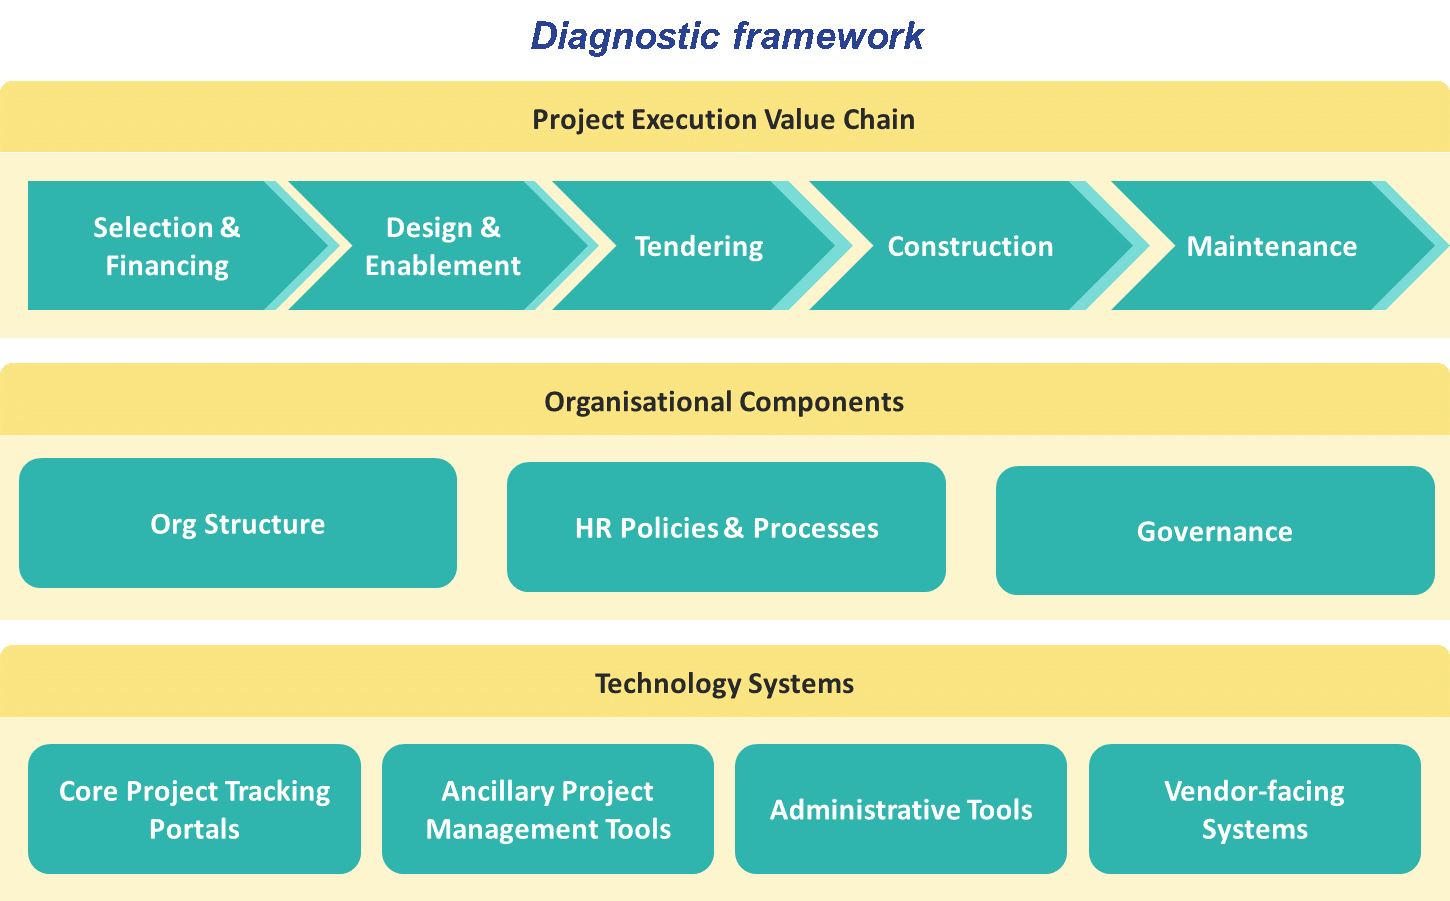 Diagnostic framework
Project Execution Value Chain
Selection &
Financing
Design &
Enablement
Tendering
Construction
Maintenance
Organisational Components
Org Structure
HR Policies & Processes
Governance
Technology Systems
Core Project Tracking
Portals
Ancillary Project
Management Tools
Administrative Tools
Vendor-facing
Systems